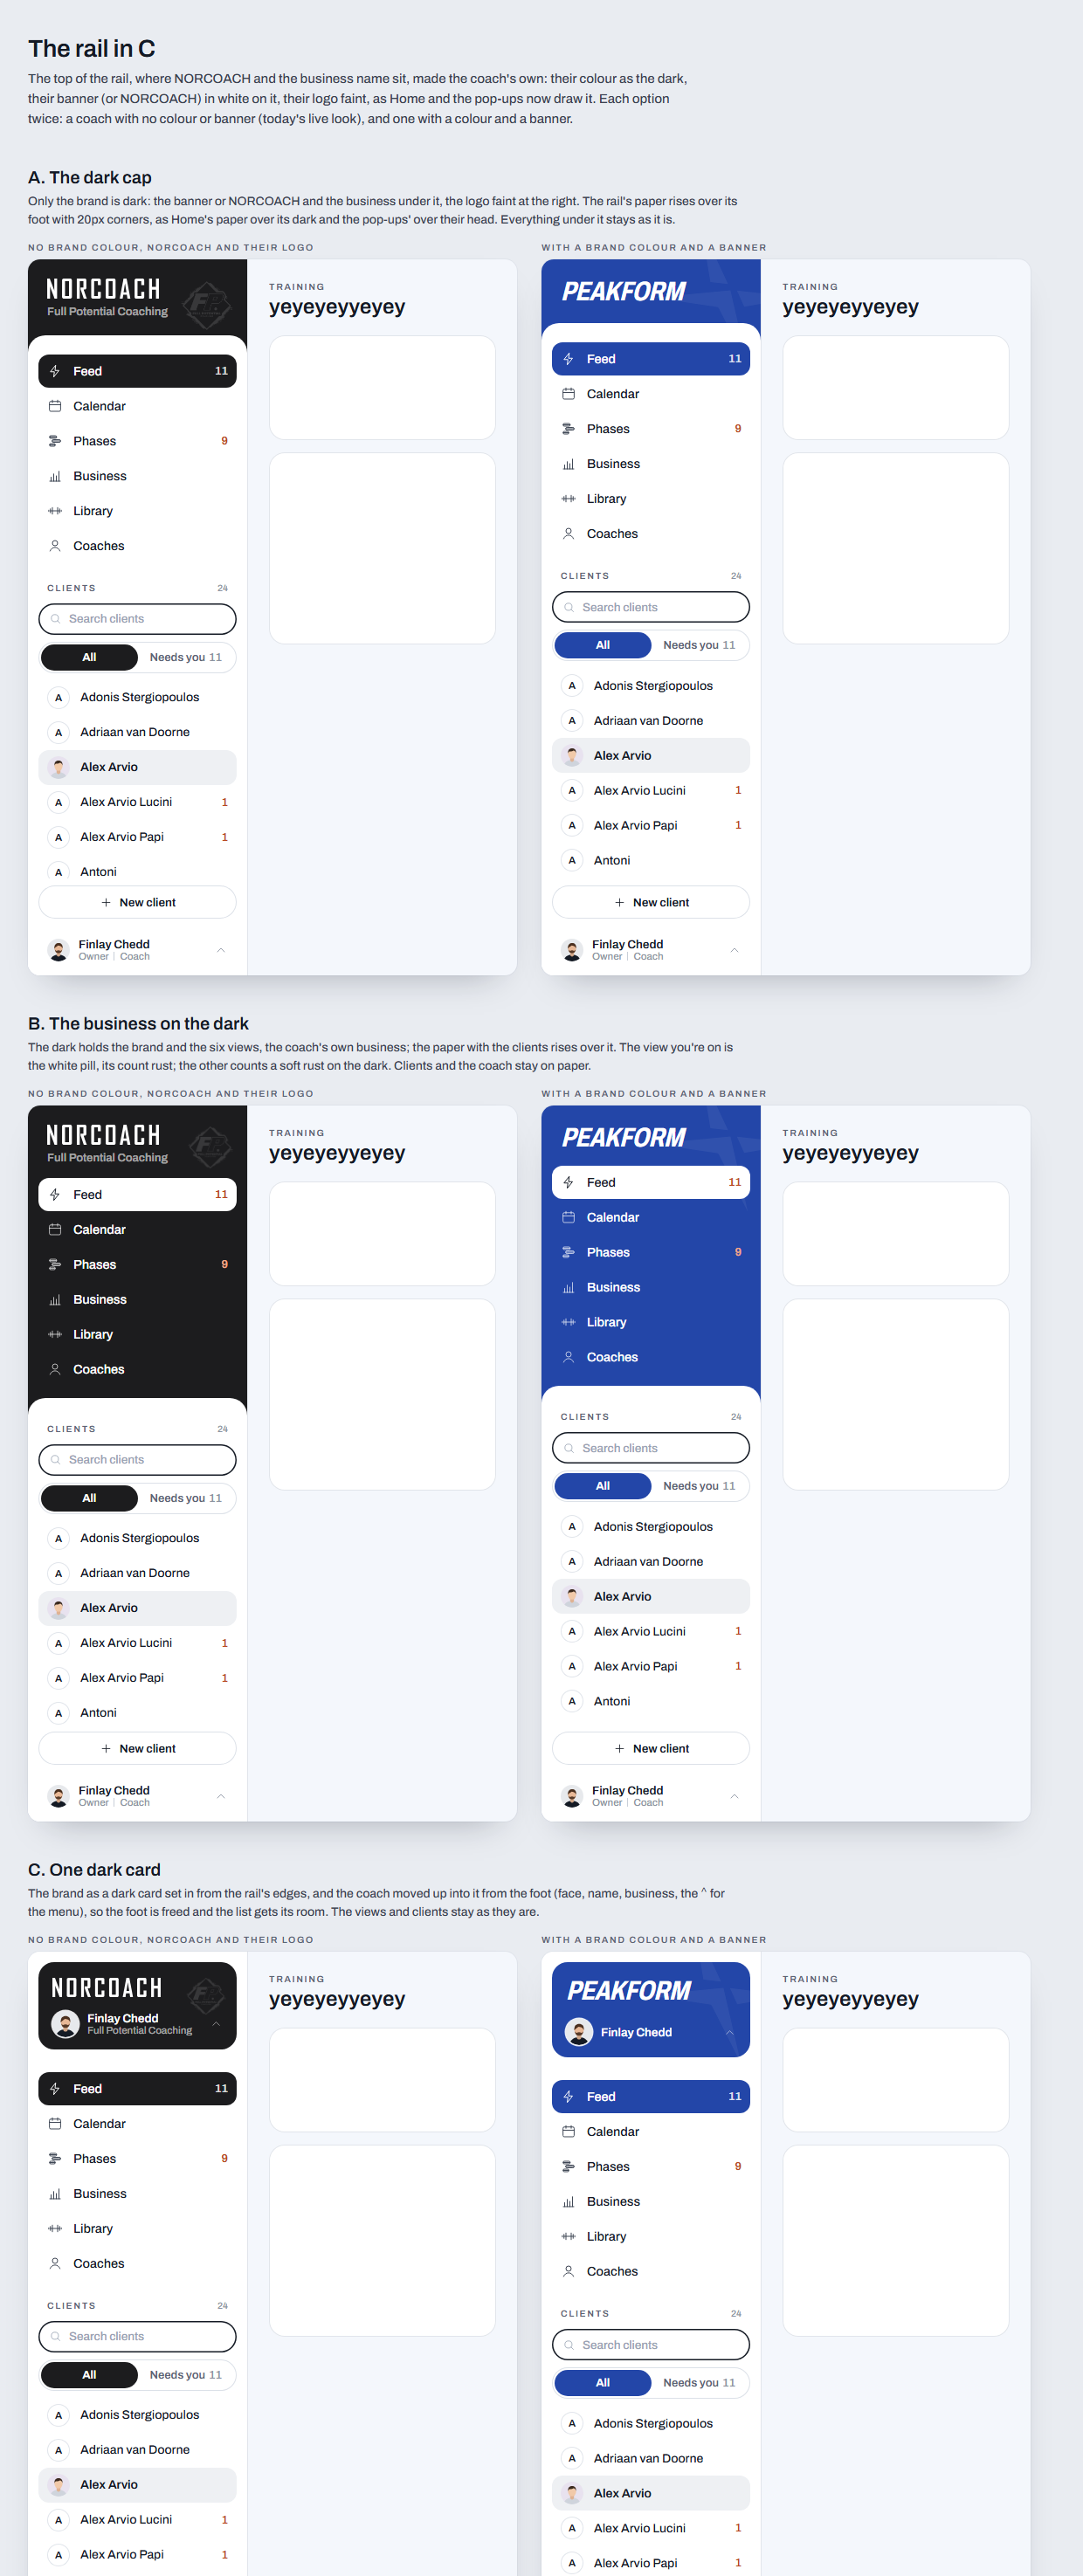 The rail in C
The top of the rail, where NORCOACH and the business name sit, made the coach's own: their colour as the dark,
their banner (or NORCOACH) in white on it, their logo faint, as Home and the pop-ups now draw it. Each option
twice: a coach with no colour or banner (today's live look), and one with a colour and a banner.
A. The dark cap
Only the brand is dark: the banner or NORCOACH and the business under it, the logo faint at the right. The rail's paper rises over its
foot with 20px corners, as Home's paper over its dark and the pop-ups' over their head. Everything under it stays as it is.
NO BRAND COLOUR, NORCOACH AND THEIR LOGO
NORCOACH
Full Potential Coaching
Feed 11
Calendar
Phases 9
Business
Library
Coaches
CLIENTS 24
Search clients
All Needs you 11
A Adonis Stergiopoulos
A Adriaan van Doorne
Alex Arvio
A Alex Arvio Lucini 1
A Alex Arvio Papi 1
A Antoni
+ New client
Finlay Chedd
Owner | Coach
TRAINING
yeyeyeyyeyey
WITH A BRAND COLOUR AND A BANNER
PEAKFORM
Feed 11
Calendar
Phases 9
Business
Library
Coaches
CLIENTS 24
Search clients
All Needs you 11
A Adonis Stergiopoulos
A Adriaan van Doorne
Alex Arvio
A Alex Arvio Lucini 1
A Alex Arvio Papi 1
A Antoni
+ New client
Finlay Chedd
Owner | Coach
TRAINING
yeyeyeyyeyey
B. The business on the dark
The dark holds the brand and the six views, the coach's own business; the paper with the clients rises over it. The view you're on is
the white pill, its count rust; the other counts a soft rust on the dark. Clients and the coach stay on paper.
NO BRAND COLOUR, NORCOACH AND THEIR LOGO
NORCOACH
Full Potential Coaching
Feed 11
Calendar
Phases 9
Business
Library
Coaches
CLIENTS 24
Search clients
All Needs you 11
A Adonis Stergiopoulos
A Adriaan van Doorne
Alex Arvio
A Alex Arvio Lucini 1
A Alex Arvio Papi 1
A Antoni
+ New client
Finlay Chedd
Owner | Coach
TRAINING
yeyeyeyyeyey
WITH A BRAND COLOUR AND A BANNER
PEAKFORM
Feed 11
Calendar
Phases 9
Business
Library
Coaches
CLIENTS 24
Search clients
All Needs you 11
A Adonis Stergiopoulos
A Adriaan van Doorne
Alex Arvio
A Alex Arvio Lucini 1
A Alex Arvio Papi 1
A Antoni
+ New client
Finlay Chedd
Owner | Coach
TRAINING
yeyeyeyyeyey
C. One dark card
The brand as a dark card set in from the rail's edges, and the coach moved up into it from the foot (face, name, business, the ^ for
the menu), so the foot is freed and the list gets its room. The views and clients stay as they are.
NO BRAND COLOUR, NORCOACH AND THEIR LOGO
NORCOACH
Finlay Chedd
Full Potential Coaching
Feed 11
Calendar
Phases 9
Business
Library
Coaches
CLIENTS 24
Search clients
All Needs you 11
A Adonis Stergiopoulos
A Adriaan van Doorne
Alex Arvio
A Alex Arvio Lucini 1
A Alex Arvio Papi 1
TRAINING
yeyeyeyyeyey
WITH A BRAND COLOUR AND A BANNER
PEAKFORM
Finlay Chedd
Feed 11
Calendar
Phases 9
Business
Library
Coaches
CLIENTS 24
Search clients
All Needs you 11
A Adonis Stergiopoulos
A Adriaan van Doorne
Alex Arvio
A Alex Arvio Lucini 1
A Alex Arvio Papi 1
TRAINING
yeyeyeyyeyey